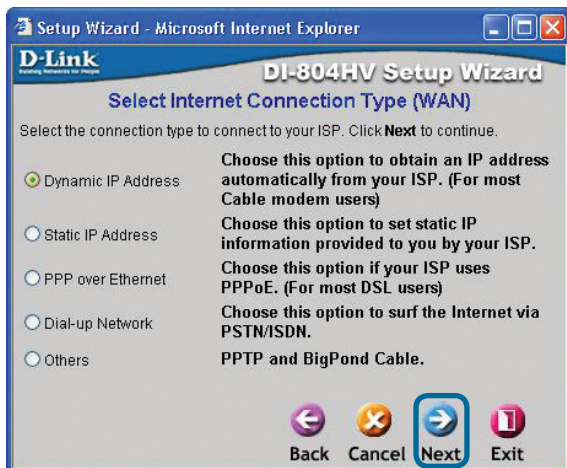 Setup Wizard - Microsoft Internet Explorer
D-Link
Building Networks for People
DI-804HV Setup Wizard
Select Internet Connection Type (WAN)
Select the connection type to connect to your ISP. Click Next to continue.
Dynamic IP Address
Choose this option to obtain an IP address
automatically from your ISP. (For most
Cable modem users)
Static IP Address
Choose this option to set static IP
information provided to you by your ISP.
PPP over Ethernet
Choose this option if your ISP uses
PPPoE. (For most DSL users)
Dial-up Network
Choose this option to surf the Internet via
PSTN/ISDN.
Others
PPTP and BigPond Cable.
Back Cancel Next Exit